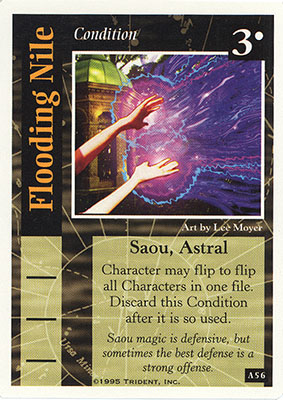 Flooding Nile
Condition
3•
Art by Lee Moyer
Saou, Astral
Character may flip to flip
all Characters in one file.
Discard this Condition
after it is so used.
Saou magic is defensive, but
sometimes the best defense is a
strong offense.
©1995 TRIDENT, INC.
A56